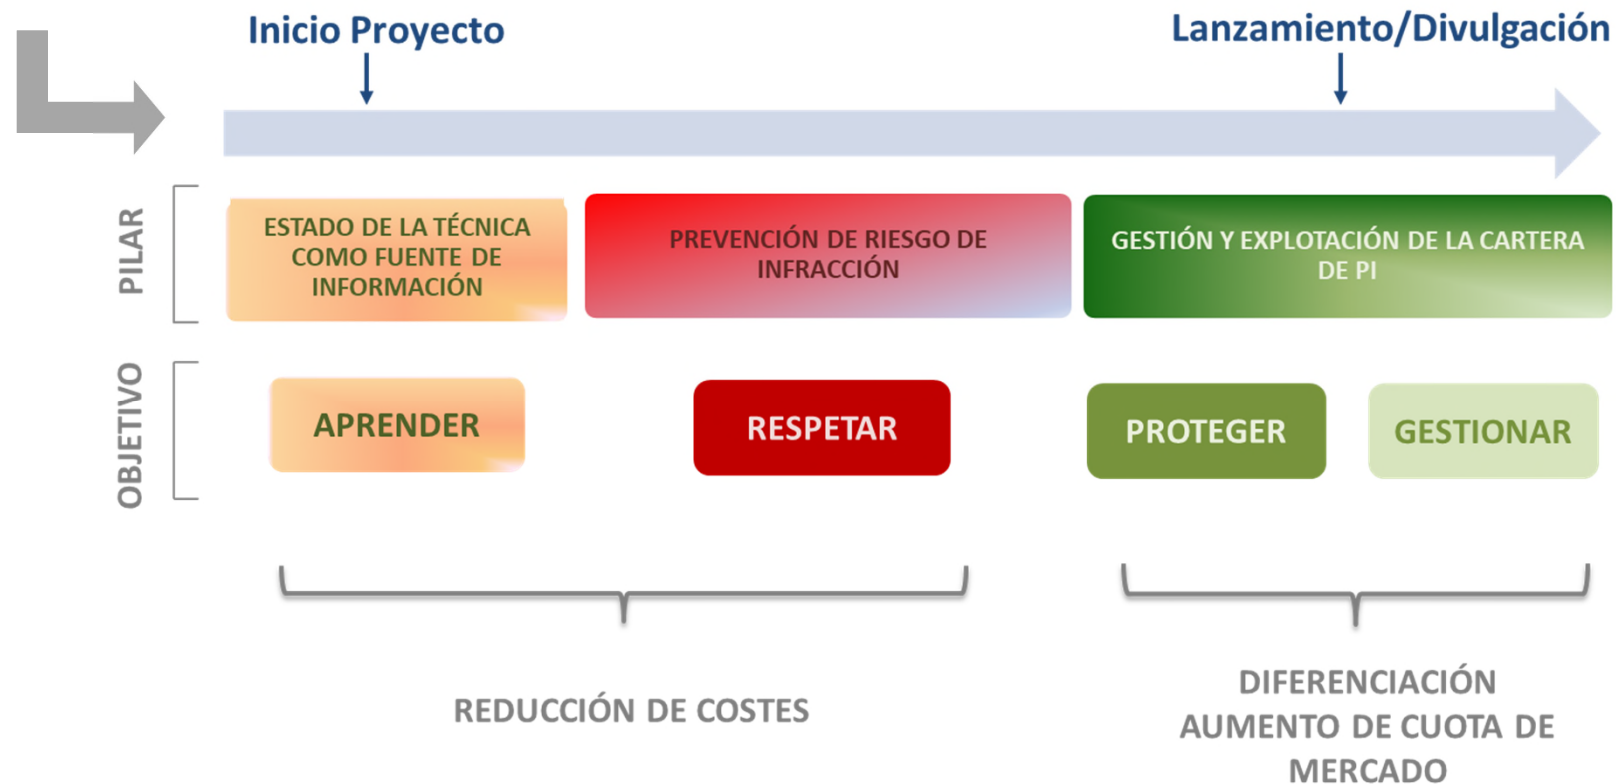 Inicio Proyecto
Lanzamiento/Divulgación
PILAR
ESTADO DE LA TÉCNICA
COMO FUENTE DE
INFORMACIÓN
PREVENCIÓN DE RIESGO DE
INFRACCIÓN
GESTIÓN Y EXPLOTACIÓN DE LA CARTERA
DE PI
OBJETIVO
APRENDER
RESPETAR
PROTEGER
GESTIONAR
REDUCCIÓN DE COSTES
DIFERENCIACIÓN
AUMENTO DE CUOTA DE
MERCADO